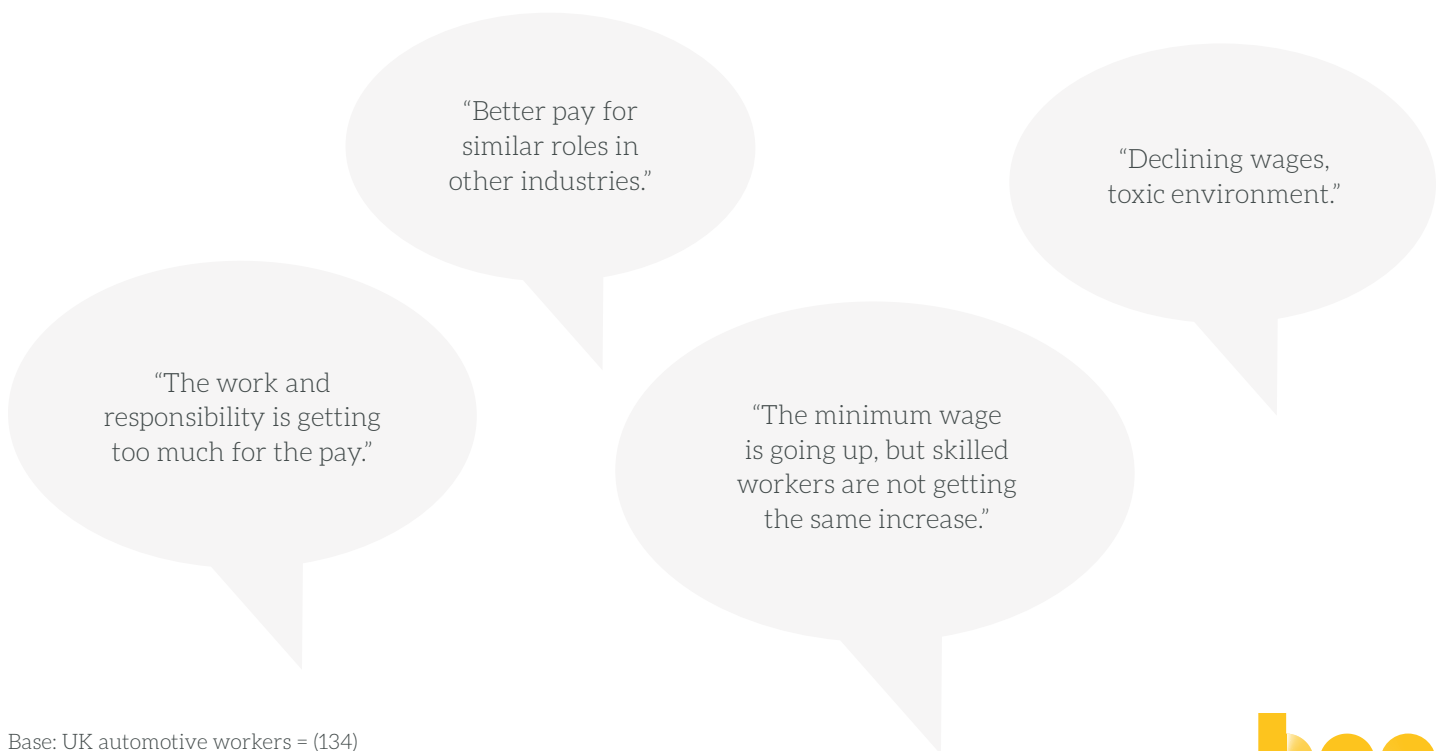 “Better pay for
similar roles in
other industries.”
“Declining wages,
toxic environment.”
“The work and
responsibility is getting
too much for the pay.”
“The minimum wage
is going up, but skilled
workers are not getting
the same increase.”
Base: UK automotive workers = (134)